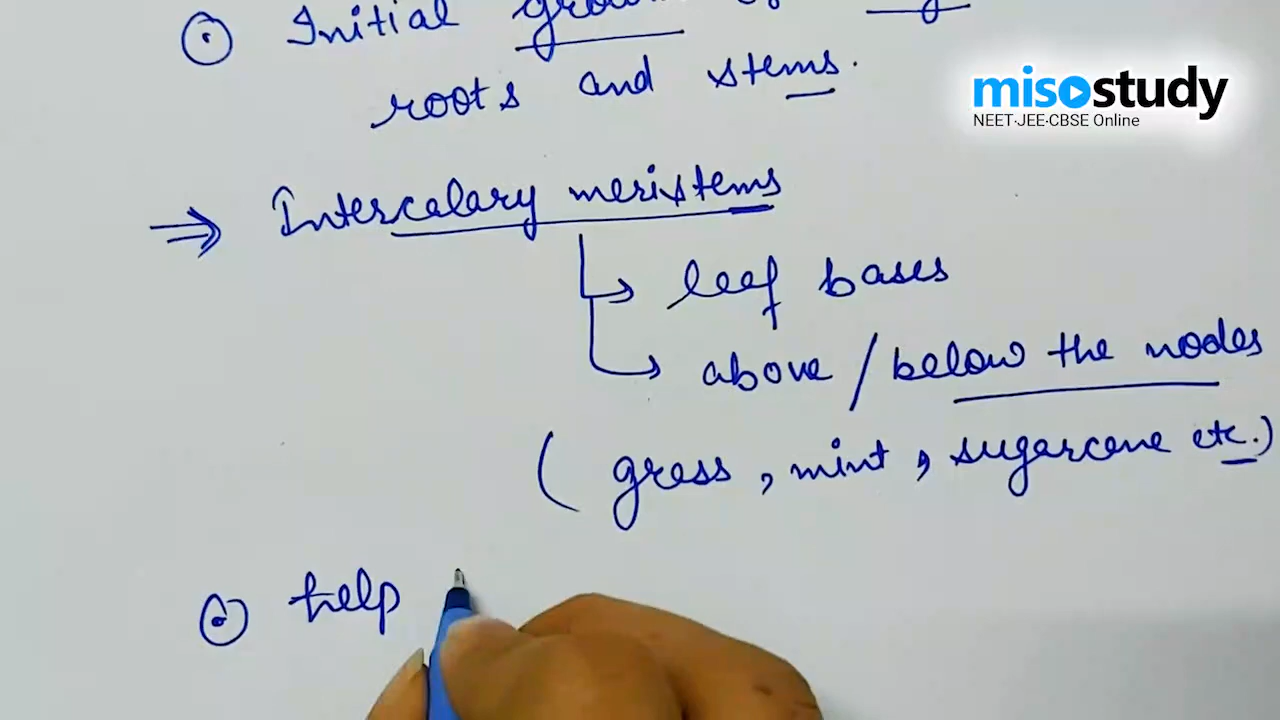 Initial
roots and stems.
misostudy
NEET·JEE·CBSE Online
⇒ Intercalary meristems
→ leaf bases
→ above / below the nodes
( grass , mint , sugarcane etc. )
help